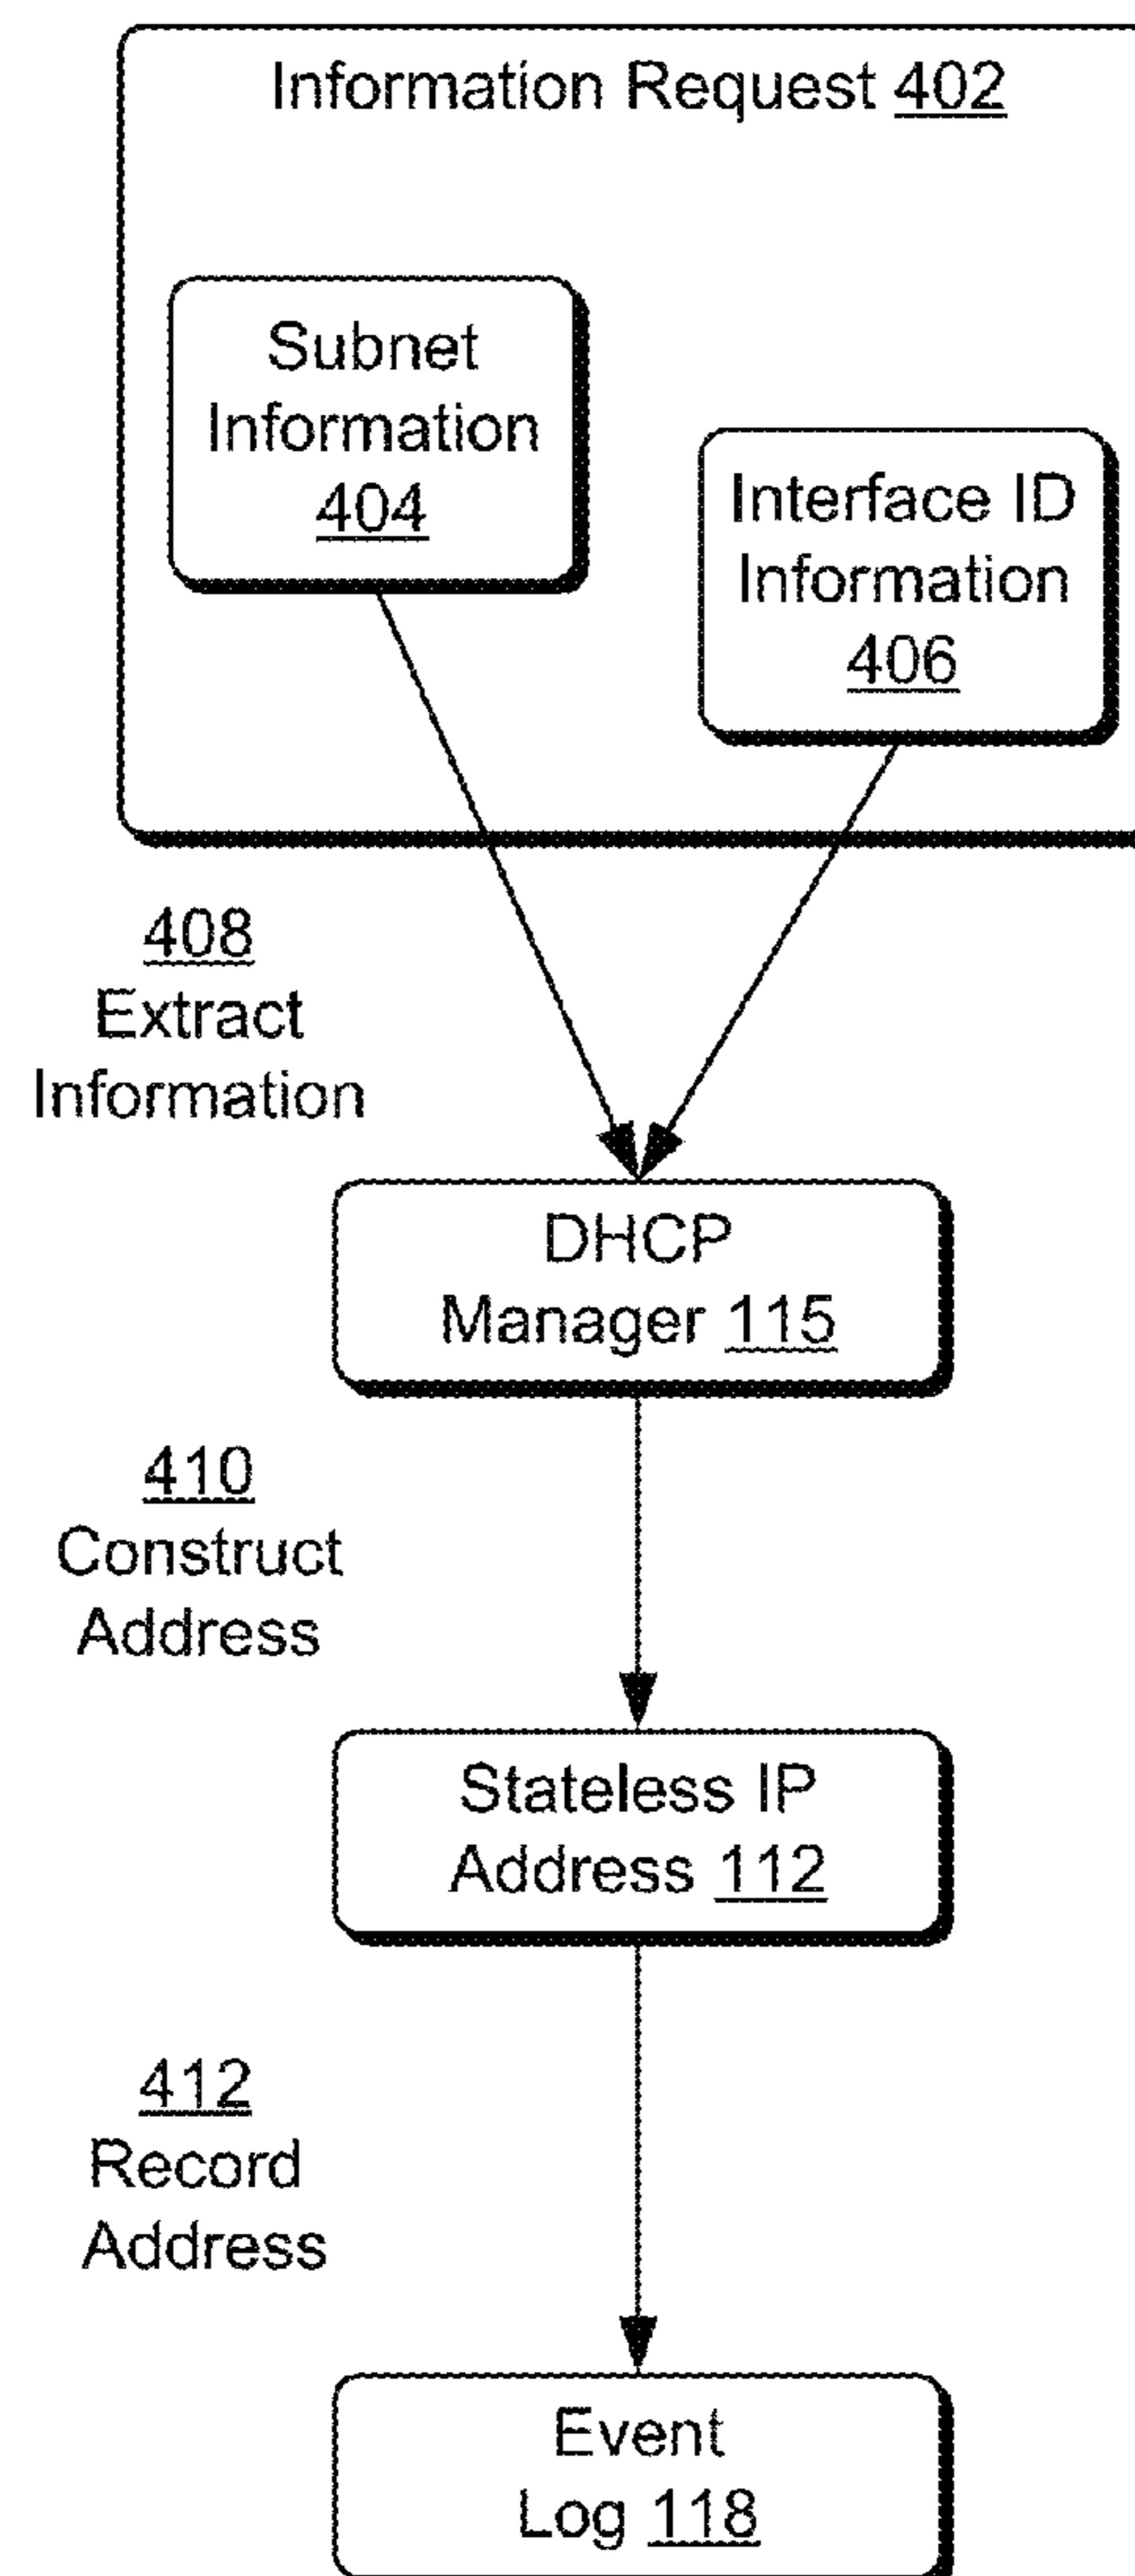 Information Request 402
Subnet
Information
404
Interface ID
Information
406
408
Extract
Information
DHCP
Manager 115
410
Construct
Address
Stateless IP
Address 112
412
Record
Address
Event
Log 118